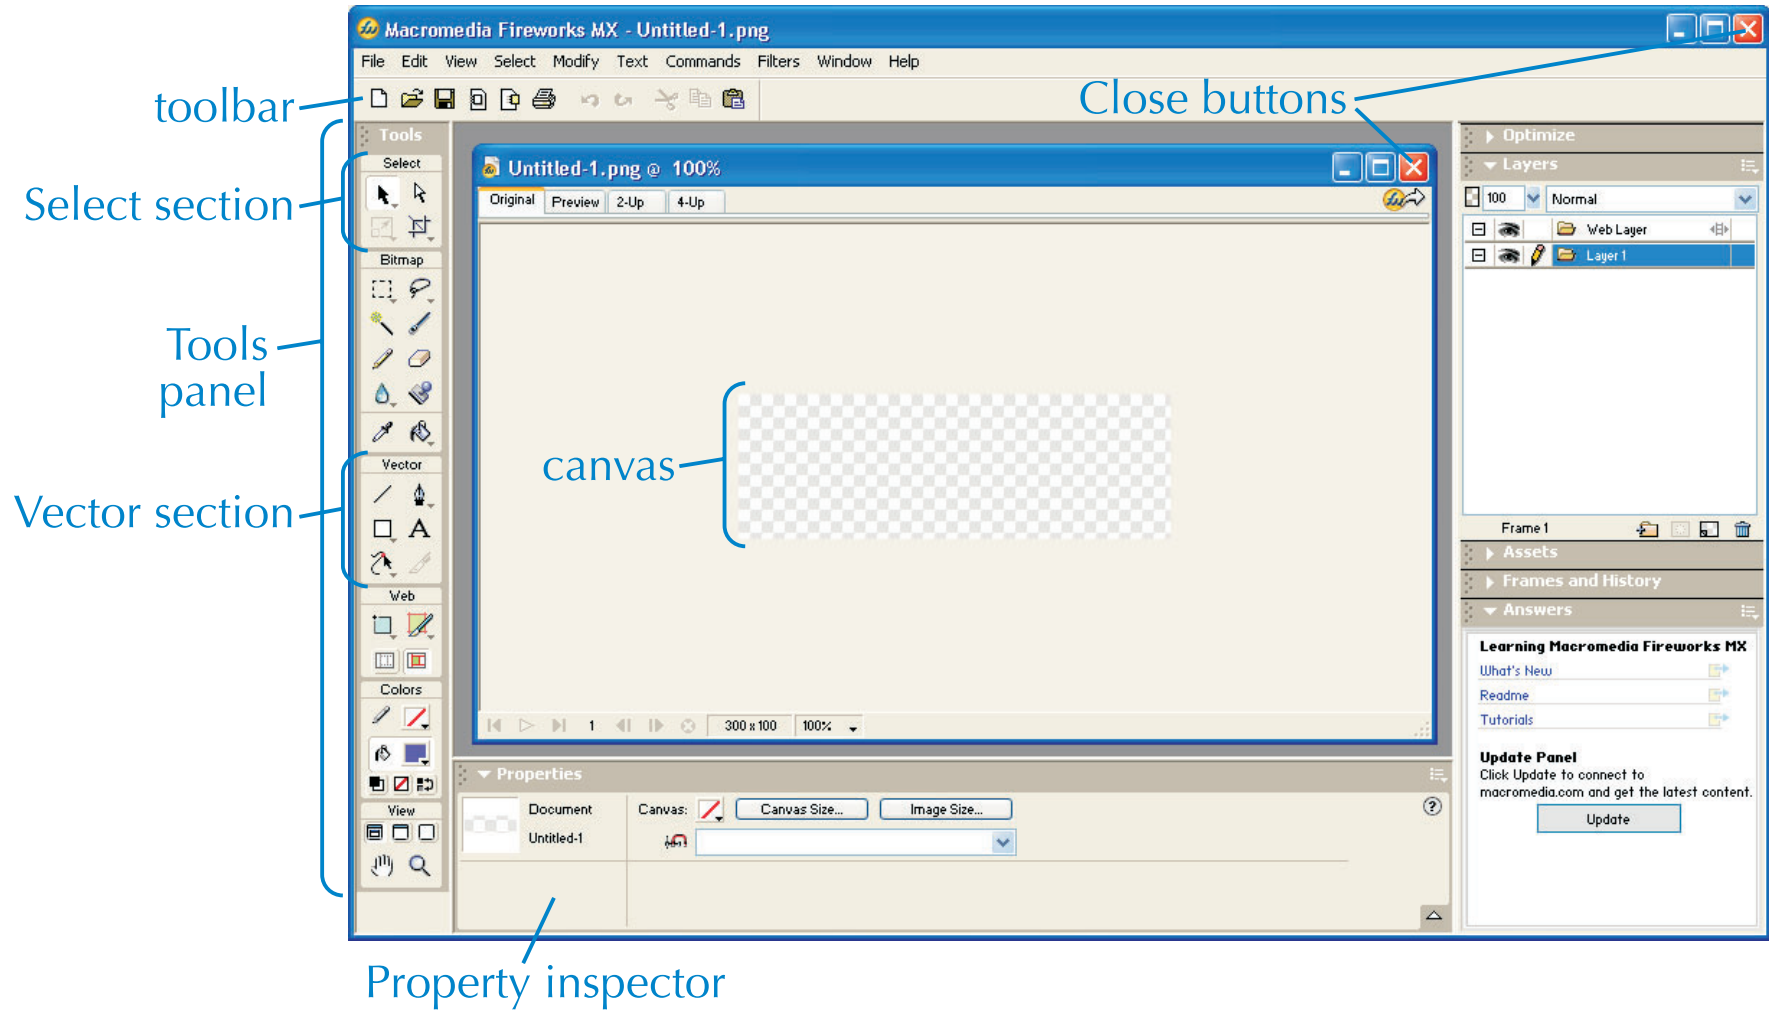 Macromedia Fireworks MX - Untitled-1.png
File Edit View Select Modify Text Commands Filters Window Help
toolbar
Close buttons
Tools
Select
Select section
Bitmap
Tools
panel
Vector
Vector section
Web
Colors
View
Untitled-1.png @ 100%
Original Preview 2-Up 4-Up
canvas
1 300 x 100 100%
Optimize
Layers
100 Normal
Web Layer
Layer 1
Frame 1
Assets
Frames and History
Answers
Learning Macromedia Fireworks MX
What's New
Readme
Tutorials
Update Panel
Click Update to connect to
macromedia.com and get the latest content.
Update
Properties
Document Canvas: Canvas Size... Image Size... ?
Untitled-1
Property inspector